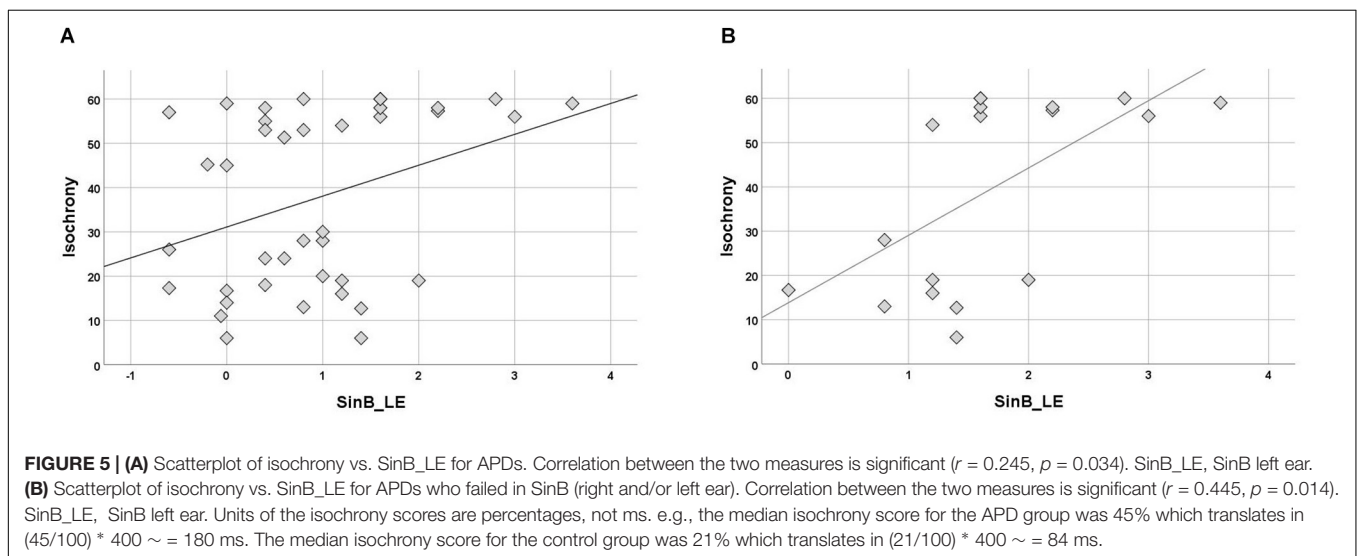 A
B
60
50
40
30
20
10
0
Isochrony
-1
0
1
2
3
4
SinB_LE
60
50
40
30
20
10
0
Isochrony
0
1
2
3
4
SinB_LE
FIGURE 5 | (A) Scatterplot of isochrony vs. SinB_LE for APDs. Correlation between the two measures is significant (r = 0.245, p = 0.034). SinB_LE, SinB left ear.
(B) Scatterplot of isochrony vs. SinB_LE for APDs who failed in SinB (right and/or left ear). Correlation between the two measures is significant (r = 0.445, p = 0.014).
SinB_LE, SinB left ear. Units of the isochrony scores are percentages, not ms. e.g., the median isochrony score for the APD group was 45% which translates in
(45/100) * 400 ∼ = 180 ms. The median isochrony score for the control group was 21% which translates in (21/100) * 400 ∼ = 84 ms.